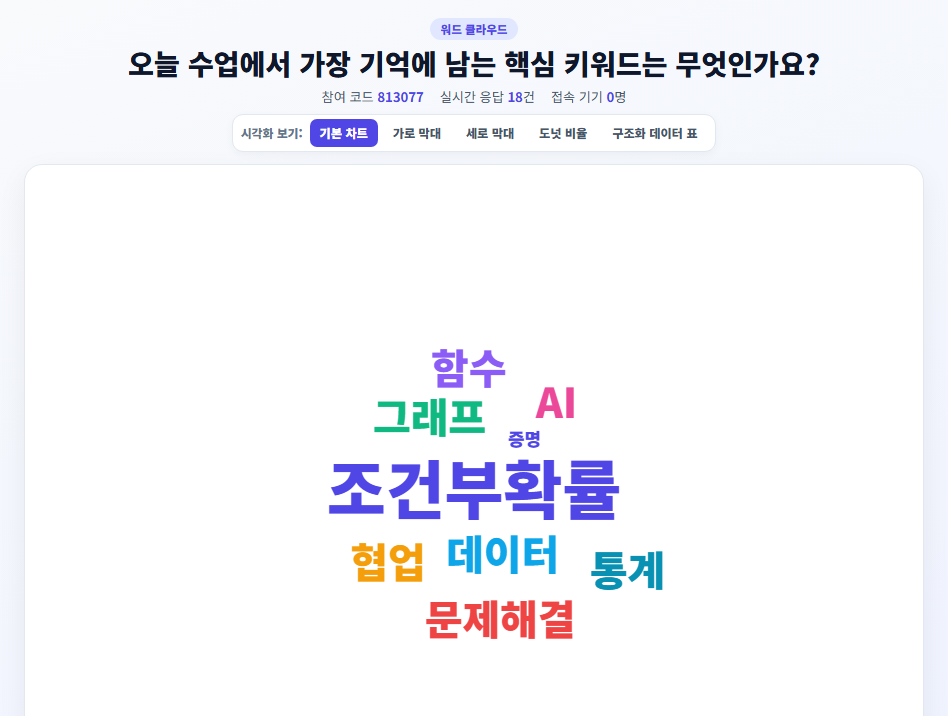 워드 클라우드
오늘 수업에서 가장 기억에 남는 핵심 키워드는 무엇인가요?
참여 코드 813077 실시간 응답 18건 접속 기기 0명
시각화 보기: 기본 차트 가로 막대 세로 막대 도넛 비율 구조화 데이터 표
함수
AI
그래프
증명
조건부확률
협업 데이터 통계
문제해결